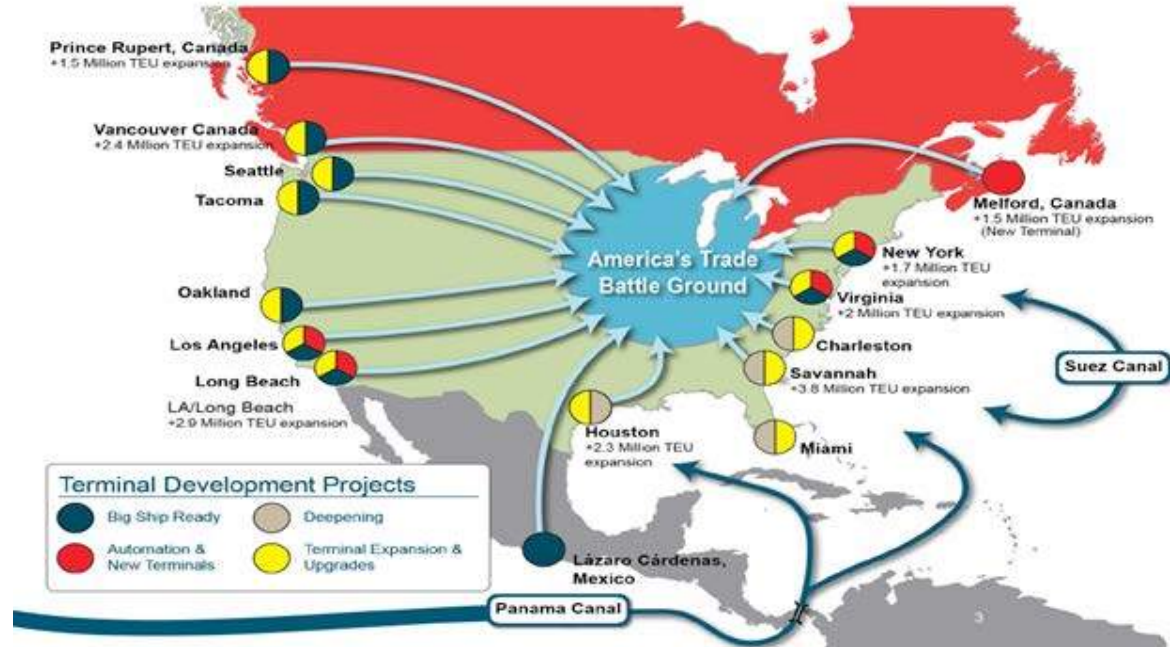 Prince Rupert, Canada
+1.5 Million TEU expansion
Vancouver Canada
+2.4 Million TEU expansion
Seattle
Tacoma
Oakland
Los Angeles
Long Beach
LA/Long Beach
+2.9 Million TEU expansion
America's Trade
Battle Ground
Melford, Canada
+1.5 Million TEU expansion
(New Terminal)
New York
+1.7 Million TEU
expansion
Virginia
+2 Million TEU expansion
Charleston
Savannah
+3.8 Million TEU expansion
Suez Canal
Houston
+2.3 Million TEU
expansion
Miami
Terminal Development Projects
Big Ship Ready
Deepening
Automation &
New Terminals
Terminal Expansion &
Upgrades
Lázaro Cárdenas,
Mexico
Panama Canal
3